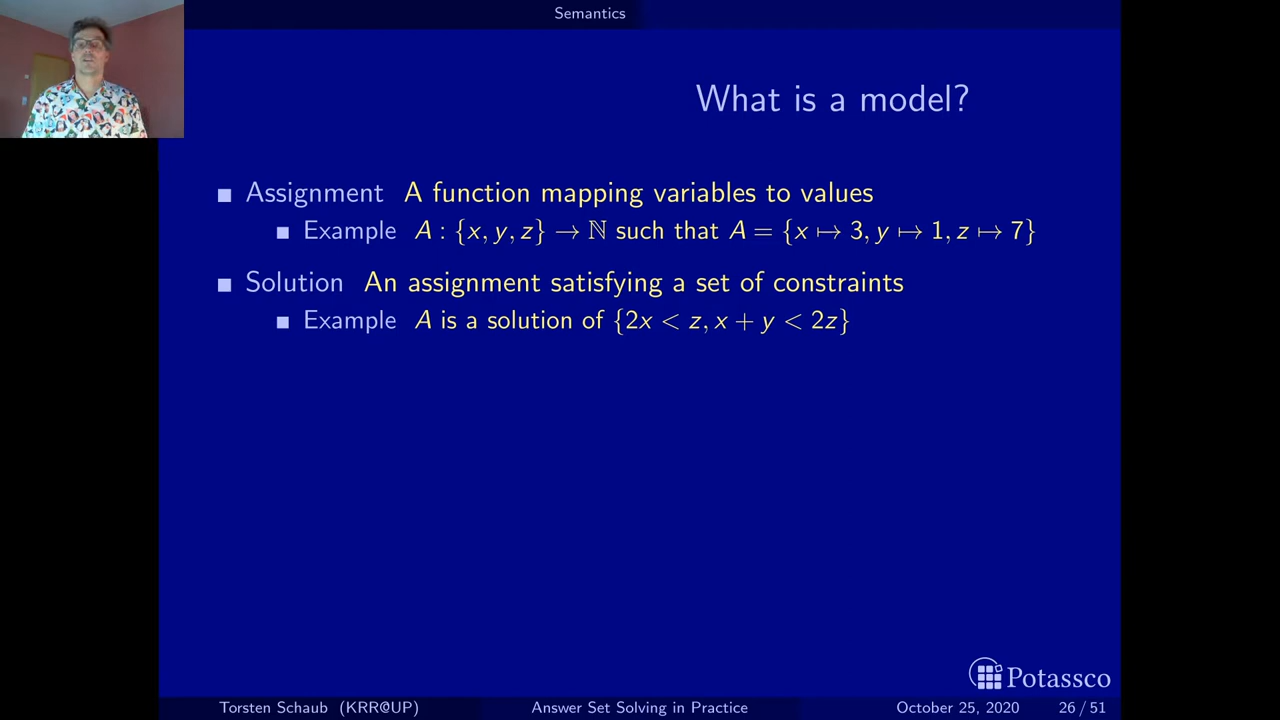 Semantics
What is a model?
Assignment A function mapping variables to values
Example A : {x, y, z} → ℕ such that A = {x ↦ 3, y ↦ 1, z ↦ 7}
Solution An assignment satisfying a set of constraints
Example A is a solution of {2x < z, x + y < 2z}
Potassco
Torsten Schaub (KRR@UP) Answer Set Solving in Practice October 25, 2020 26 / 51